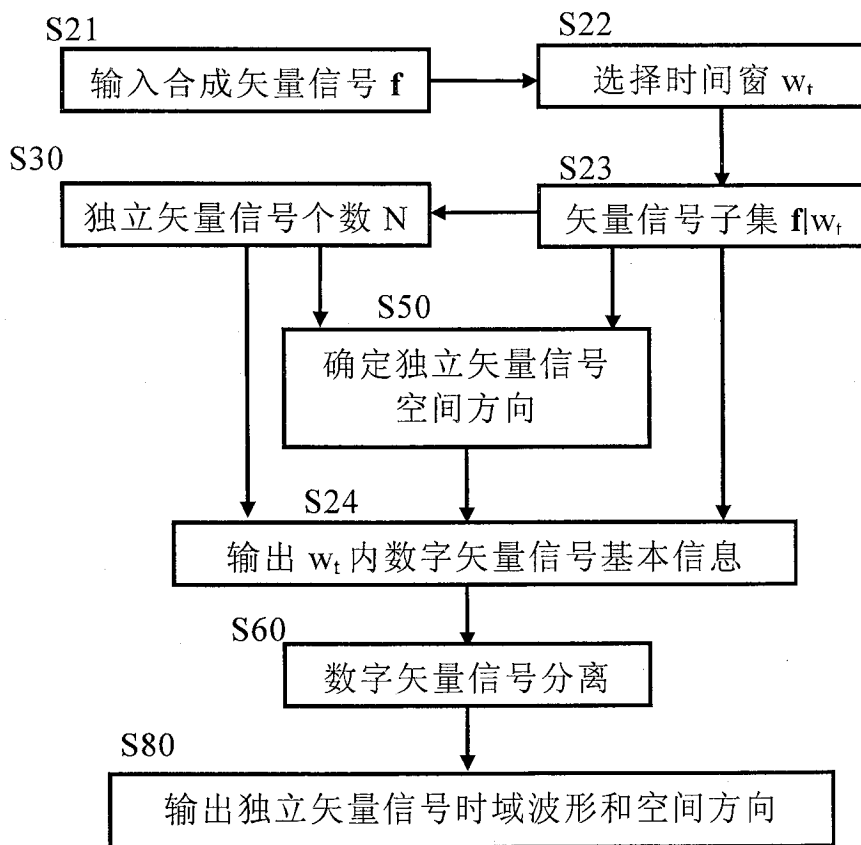 S21
输入合成矢量信号 f
S22
选择时间窗 wₜ
S30
独立矢量信号个数 N
S23
矢量信号子集 f|wₜ
S50
确定独立矢量信号
空间方向
S24
输出 wₜ 内数字矢量信号基本信息
S60
数字矢量信号分离
S80
输出独立矢量信号时域波形和空间方向